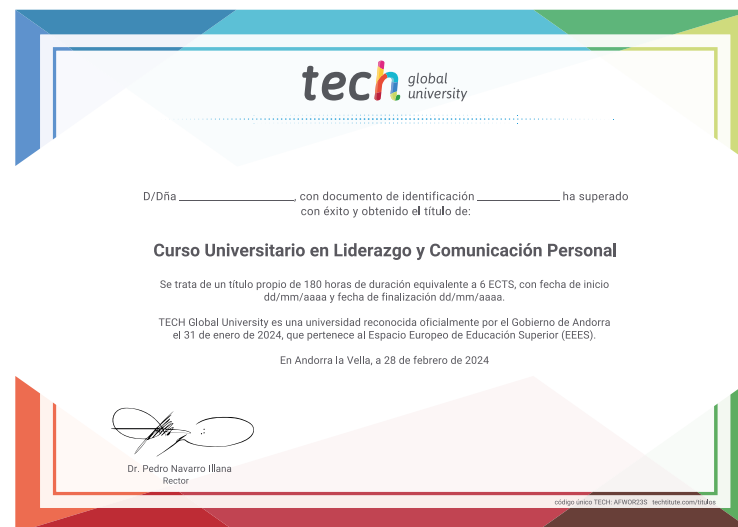 tech global university
D/Dña ____________, con documento de identificación ____________ ha superado
con éxito y obtenido el título de:
Curso Universitario en Liderazgo y Comunicación Personal
Se trata de un título propio de 180 horas de duración equivalente a 6 ECTS, con fecha de inicio
dd/mm/aaaa y fecha de finalización dd/mm/aaaa.
TECH Global University es una universidad reconocida oficialmente por el Gobierno de Andorra
el 31 de enero de 2024, que pertenece al Espacio Europeo de Educación Superior (EEES).
En Andorra la Vella, a 28 de febrero de 2024
Dr. Pedro Navarro Illana
Rector
código único TECH: AFWOR23S techtitute.com/titulos